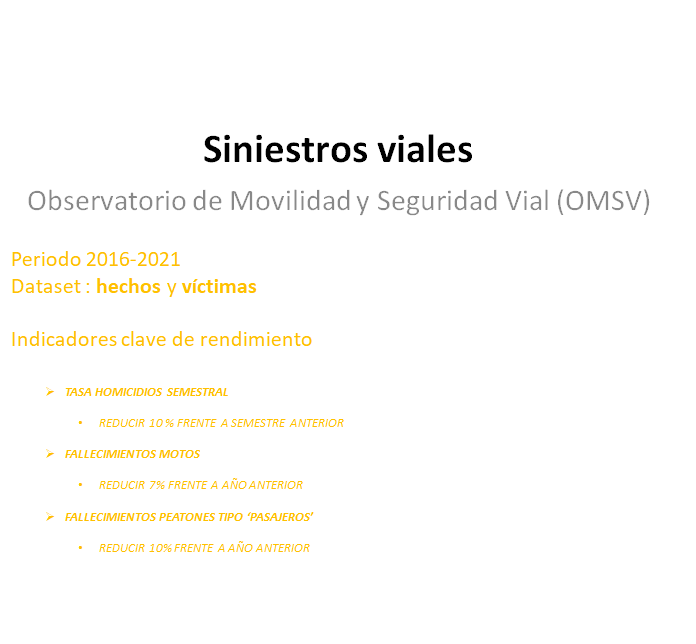 Siniestros viales
Observatorio de Movilidad y Seguridad Vial (OMSV)
Periodo 2016-2021
Dataset : hechos y víctimas
Indicadores clave de rendimiento
➢ TASA HOMICIDIOS SEMESTRAL
• REDUCIR 10 % FRENTE A SEMESTRE ANTERIOR
➢ FALLECIMIENTOS MOTOS
• REDUCIR 7% FRENTE A AÑO ANTERIOR
➢ FALLECIMIENTOS PEATONES TIPO ‘PASAJEROS’
• REDUCIR 10% FRENTE A AÑO ANTERIOR